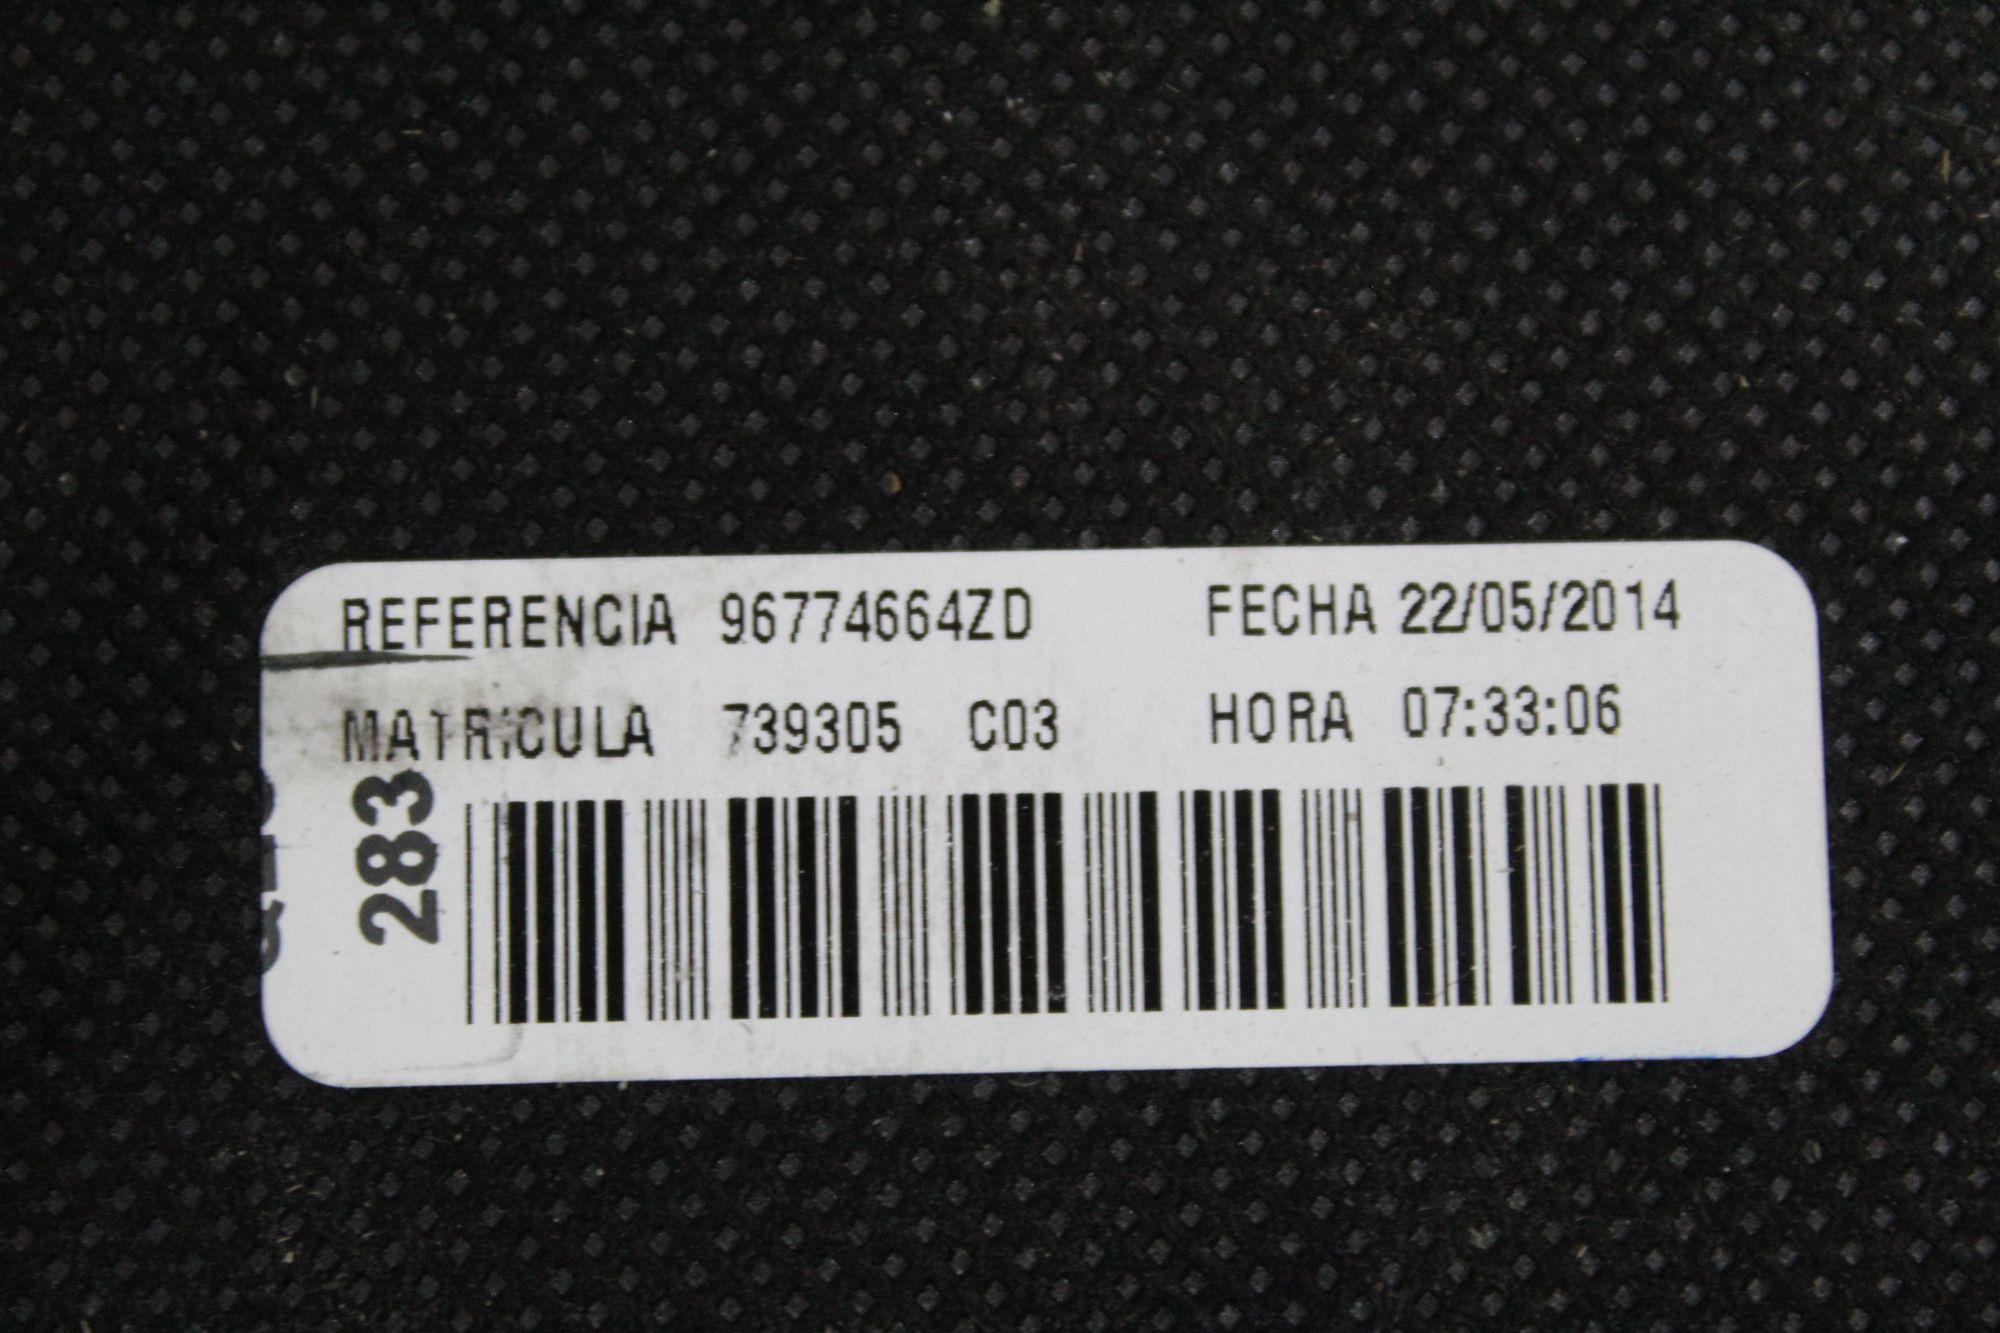 REFERENCIA 96774664ZD FECHA 22/05/2014
MATRICULA 739305 C03 HORA 07:33:06
283